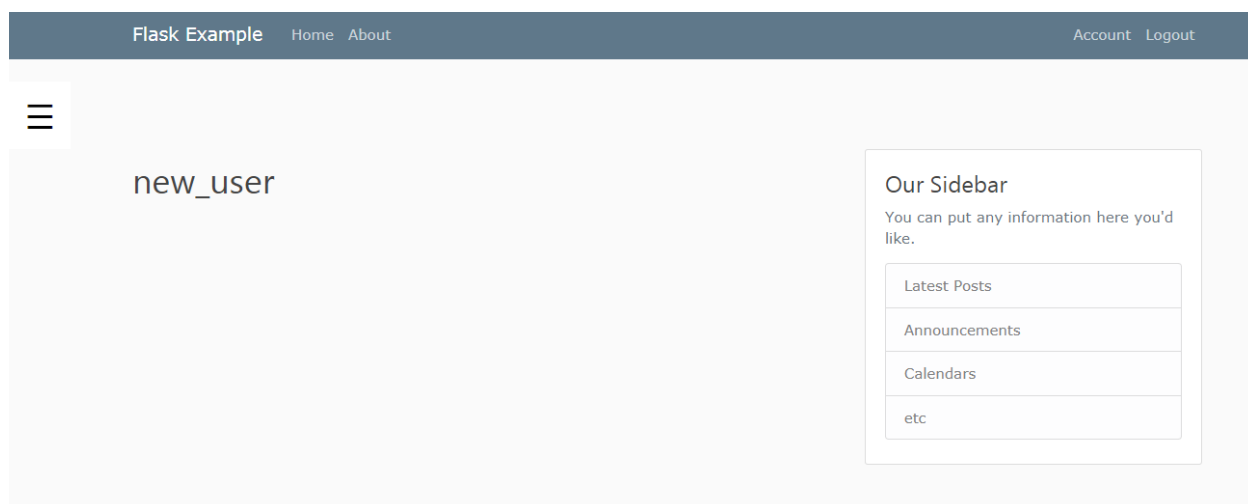 Flask Example Home About Account Logout
new_user
Our Sidebar
You can put any information here you'd
like.
Latest Posts
Announcements
Calendars
etc